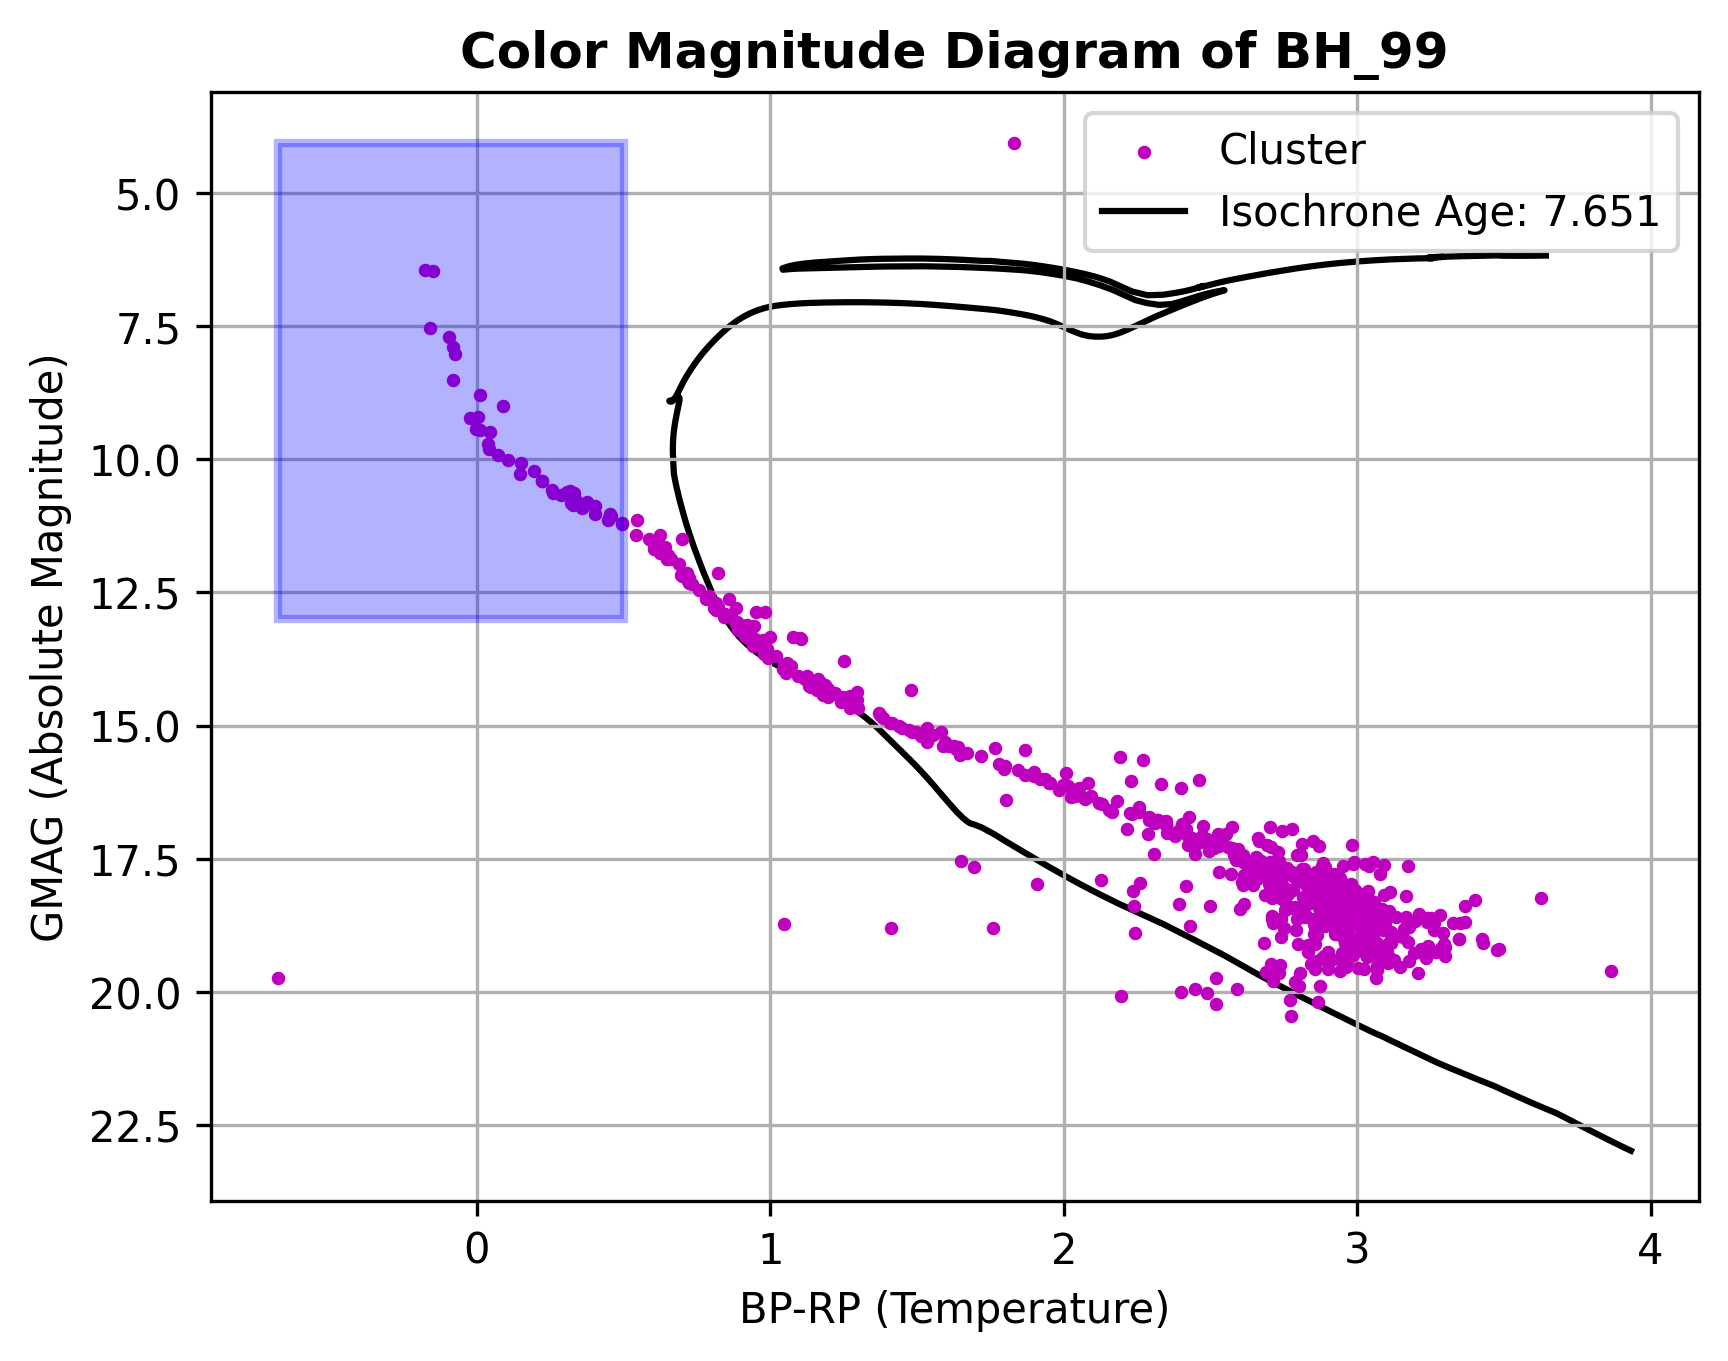 Color Magnitude Diagram of BH_99
Cluster
Isochrone Age: 7.651
GMAG (Absolute Magnitude)
5.0
7.5
10.0
12.5
15.0
17.5
20.0
22.5
0 1 2 3 4
BP-RP (Temperature)